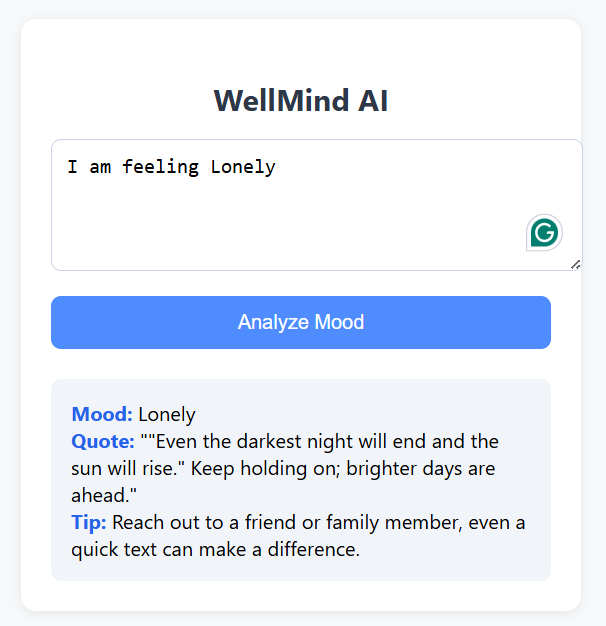 WellMind AI
I am feeling Lonely
G
Analyze Mood
Mood: Lonely
Quote: ""Even the darkest night will end and the
sun will rise." Keep holding on; brighter days are
ahead."
Tip: Reach out to a friend or family member, even a
quick text can make a difference.